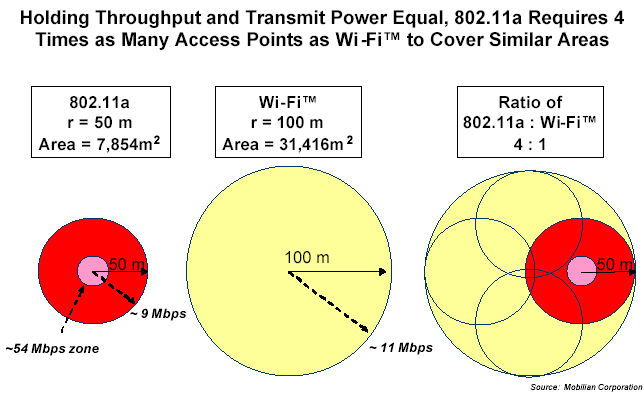 Holding Throughput and Transmit Power Equal, 802.11a Requires 4
Times as Many Access Points as Wi-Fi™ to Cover Similar Areas
802.11a
r = 50 m
Area = 7,854m²
Wi-Fi™
r = 100 m
Area = 31,416m²
Ratio of
802.11a : Wi-Fi™
4 : 1
50 m
~ 9 Mbps
~54 Mbps zone
100 m
~ 11 Mbps
50 m
Source: Mobilian Corporation